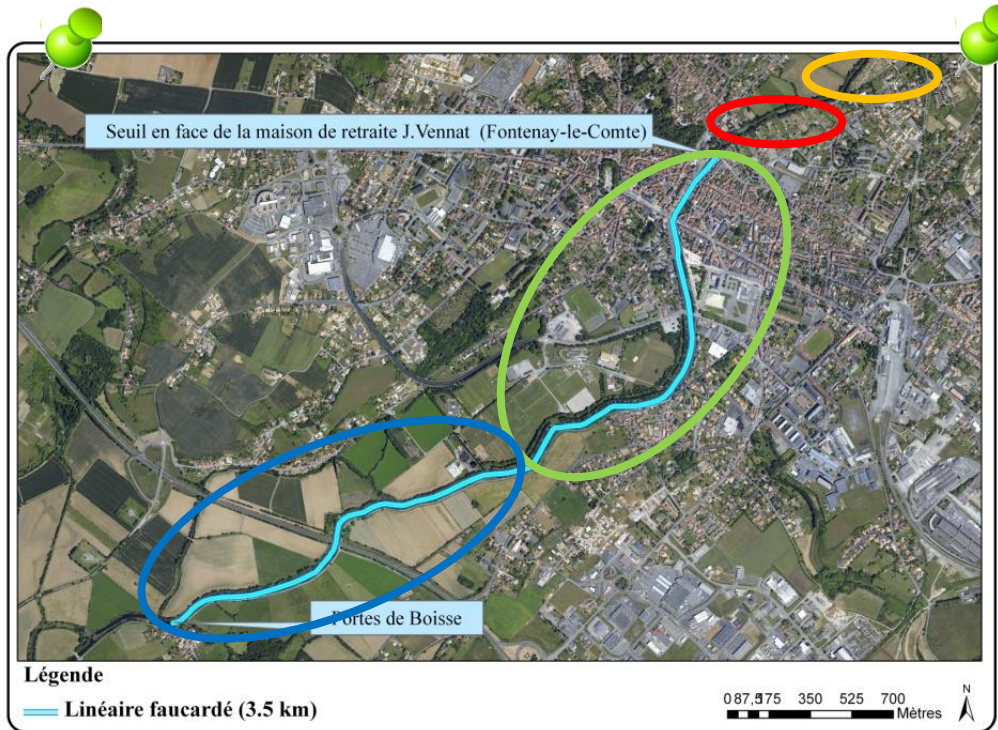 Seuil en face de la maison de retraite J.Vennat (Fontenay-le-Comte)
Portes de Boisse
Légende
Linéaire faucardé (3.5 km)
0 87,5 175 350 525 700
Mètres
N